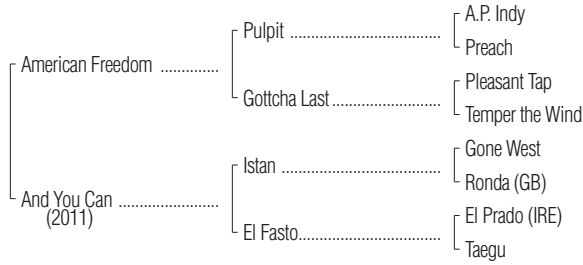 A.P. Indy
Pulpit
Preach
American Freedom
Pleasant Tap
Gottcha Last
Temper the Wind
Gone West
Istan
Ronda (GB)
And You Can
(2011)
El Prado (IRE)
El Fasto
Taegu